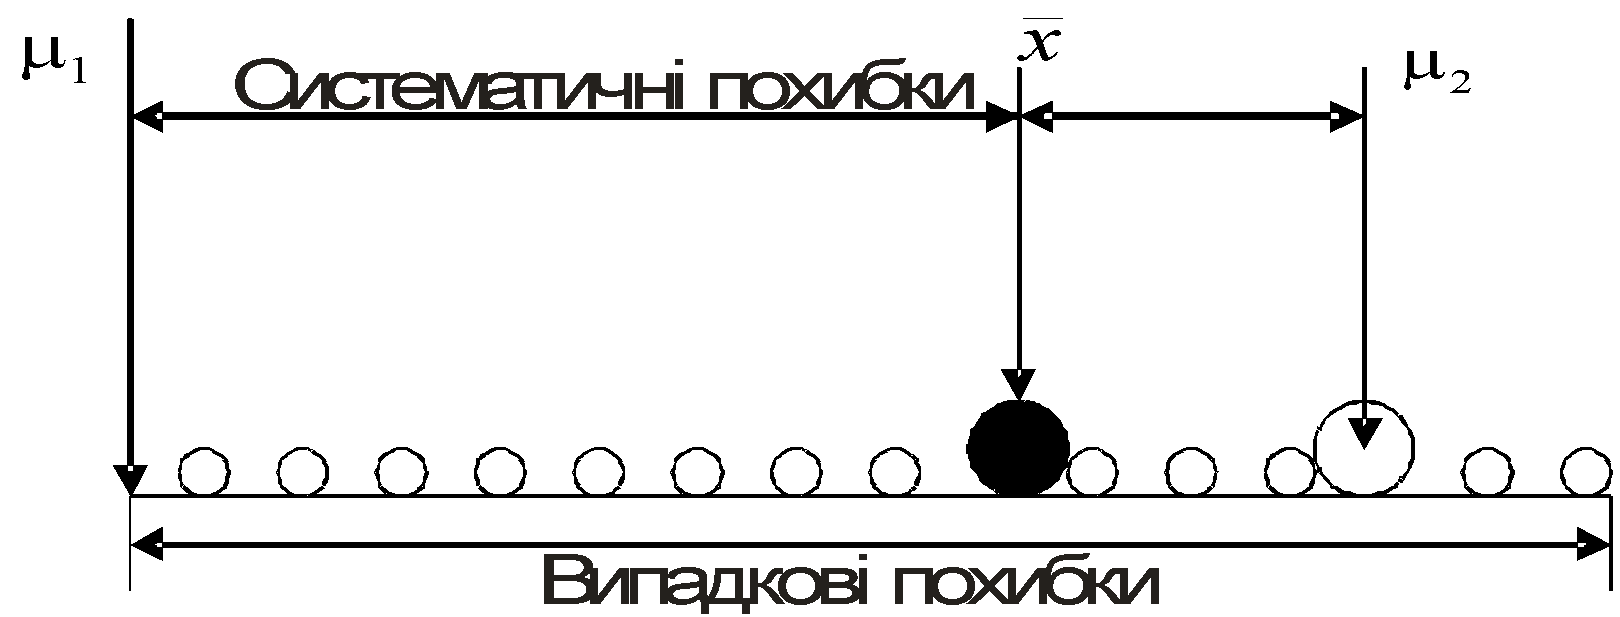 μ₁
x̄
μ₂
Систематичні похибки
Випадкові похибки